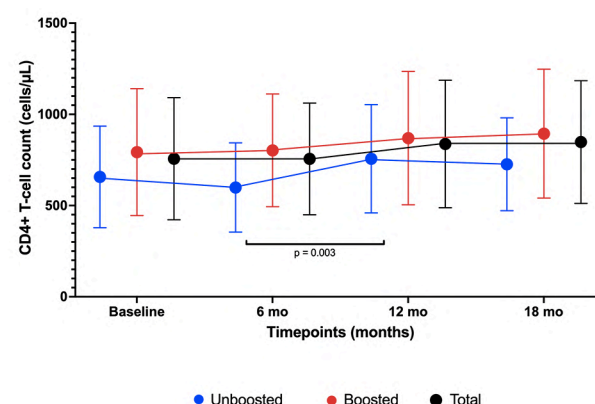 1500
1000
500
0
CD4+ T-cell count (cells/µL)
p = 0.003
Baseline 6 mo 12 mo 18 mo
Timepoints (months)
Unboosted Boosted Total